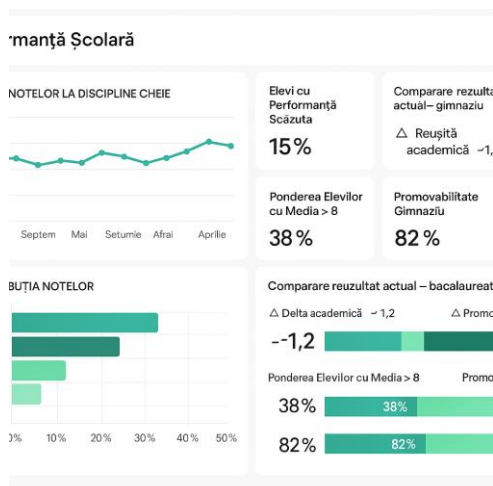 rmanță Școlară
NOTELOR LA DISCIPLINE CHEIE
Septem Mai Setumie Afrai Aprilie
Elevi cu
Performanță
Scăzuta
15%
Comparare rezulta
actuàl– gimnaziu
△ Reușită
academică -1,
Ponderea Elevilor
cu Media > 8
38%
Promovabilitate
Gimnazīu
82%
BUȚIA NOTELOR
0% 10% 20% 30% 40% 50%
Comparare reuzultat actual – bacalaureat
△ Delta academică - 1,2 △ Promo
--1,2
Ponderea Elevilor cu Media > 8 Promo
38% 38%
82% 82%